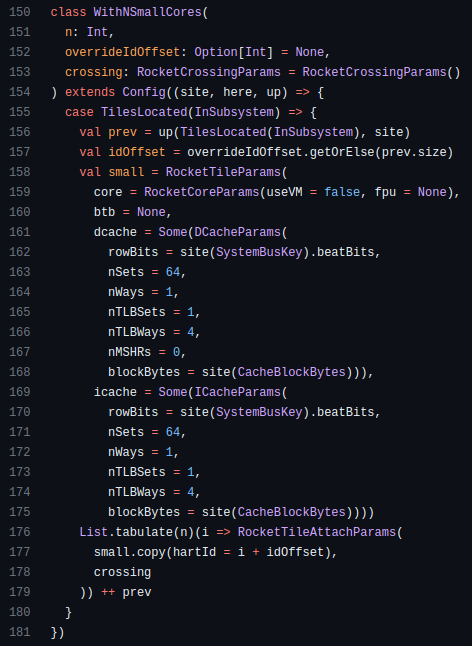 150 class WithNSmallCores(
151   n: Int,
152   overrideIdOffset: Option[Int] = None,
153   crossing: RocketCrossingParams = RocketCrossingParams()
154 ) extends Config((site, here, up) => {
155   case TilesLocated(InSubsystem) => {
156     val prev = up(TilesLocated(InSubsystem), site)
157     val idOffset = overrideIdOffset.getOrElse(prev.size)
158     val small = RocketTileParams(
159       core = RocketCoreParams(useVM = false, fpu = None),
160       btb = None,
161       dcache = Some(DCacheParams(
162         rowBits = site(SystemBusKey).beatBits,
163         nSets = 64,
164         nWays = 1,
165         nTLBSets = 1,
166         nTLBWays = 4,
167         nMSHRs = 0,
168         blockBytes = site(CacheBlockBytes))),
169       icache = Some(ICacheParams(
170         rowBits = site(SystemBusKey).beatBits,
171         nSets = 64,
172         nWays = 1,
173         nTLBSets = 1,
174         nTLBWays = 4,
175         blockBytes = site(CacheBlockBytes))))
176     List.tabulate(n)(i => RocketTileAttachParams(
177       small.copy(hartId = i + idOffset),
178       crossing
179     )) ++ prev
180   }
181 })